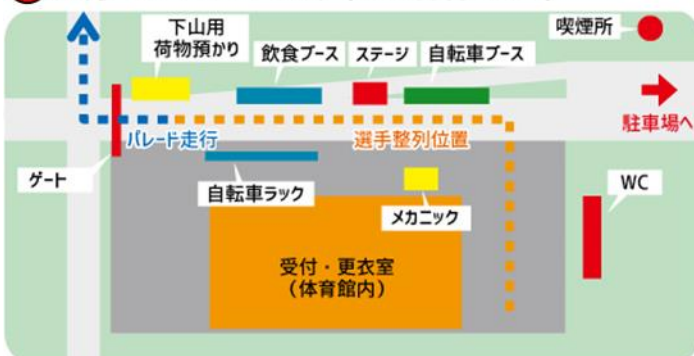 下山用
荷物預かり
飲食ブース
ステージ
自転車ブース
喫煙所
駐車場へ
パレード走行
選手整列位置
ゲート
自転車ラック
メカニック
WC
受付・更衣室
（体育館内）